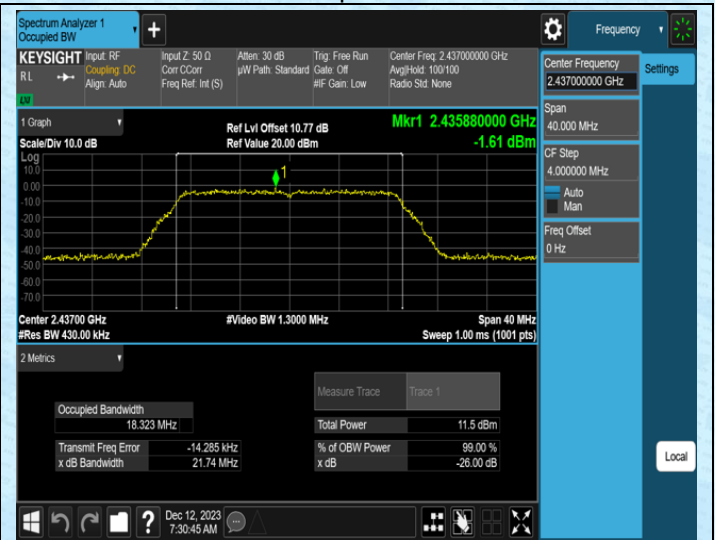 Spectrum Analyzer 1
Occupied BW
+
Frequency
KEYSIGHT
RL
LXI
Input: RF
Coupling: DC
Align: Auto
Input Z: 50 Ω
Corr CCorr
Freq Ref: Int (S)
Atten: 30 dB
µW Path: Standard
Trig: Free Run
Gate: Off
#IF Gain: Low
Center Freq: 2.437000000 GHz
Avg|Hold: 100/100
Radio Std: None
Center Frequency
2.437000000 GHz
Settings
Span
40.000 MHz
CF Step
4.000000 MHz
Auto
Man
Freq Offset
0 Hz
Local
1 Graph
Scale/Div 10.0 dB
Ref Lvl Offset 10.77 dB
Ref Value 20.00 dBm
Mkr1 2.435880000 GHz
-1.61 dBm
Log
10.0
0.00
-10.0
-20.0
-30.0
-40.0
-50.0
-60.0
-70.0
1
Center 2.43700 GHz
#Res BW 430.00 kHz
#Video BW 1.3000 MHz
Span 40 MHz
Sweep 1.00 ms (1001 pts)
2 Metrics
Measure Trace Trace 1
Occupied Bandwidth
18.323 MHz
Total Power 11.5 dBm
Transmit Freq Error -14.285 kHz
% of OBW Power 99.00 %
x dB Bandwidth 21.74 MHz
x dB -26.00 dB
?
Dec 12, 2023
7:30:45 AM